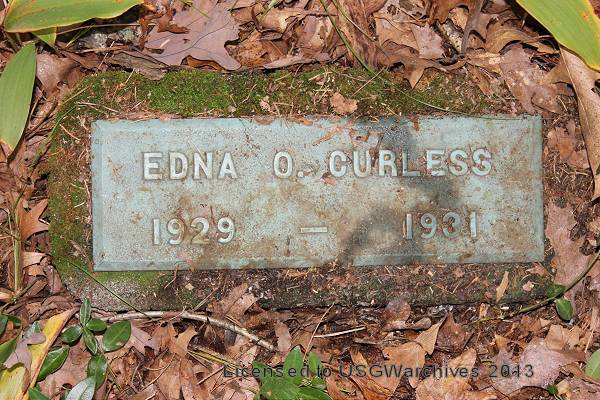 EDNA O. CURLESS
1929 — 1931
Licensed to USGWarchives © 2013